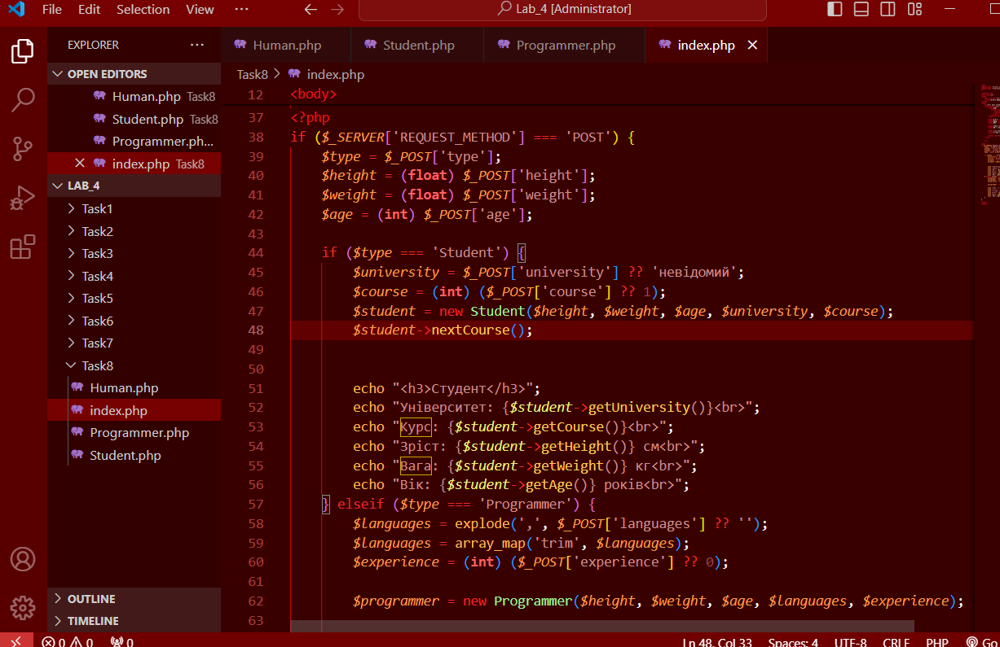 File Edit Selection View ··· Lab_4 [Administrator]
EXPLORER ···
OPEN EDITORS
Human.php Task8
Student.php Task8
Programmer.ph...
index.php Task8
LAB_4
Task1
Task2
Task3
Task4
Task5
Task6
Task7
Task8
Human.php
index.php
Programmer.php
Student.php
OUTLINE
TIMELINE
Human.php Student.php Programmer.php index.php
Task8 > index.php
12 <body>
37 <?php
38 if ($_SERVER['REQUEST_METHOD'] === 'POST') {
39 $type = $_POST['type'];
40 $height = (float) $_POST['height'];
41 $weight = (float) $_POST['weight'];
42 $age = (int) $_POST['age'];
43
44 if ($type === 'Student') {
45 $university = $_POST['university'] ?? 'невідомий';
46 $course = (int) ($_POST['course'] ?? 1);
47 $student = new Student($height, $weight, $age, $university, $course);
48 $student->nextCourse();
49
50
51 echo "<h3>Студент</h3>";
52 echo "Університет: {$student->getUniversity()}<br>";
53 echo "Курс: {$student->getCourse()}<br>";
54 echo "Зріст: {$student->getHeight()} см<br>";
55 echo "Вага: {$student->getWeight()} кг<br>";
56 echo "Вік: {$student->getAge()} років<br>";
57 } elseif ($type === 'Programmer') {
58 $languages = explode(',', $_POST['languages'] ?? '');
59 $languages = array_map('trim', $languages);
60 $experience = (int) ($_POST['experience'] ?? 0);
61
62 $programmer = new Programmer($height, $weight, $age, $languages, $experience);
63
0 0 0 Ln 48, Col 33 Spaces: 4 UTF-8 CRLF PHP Go